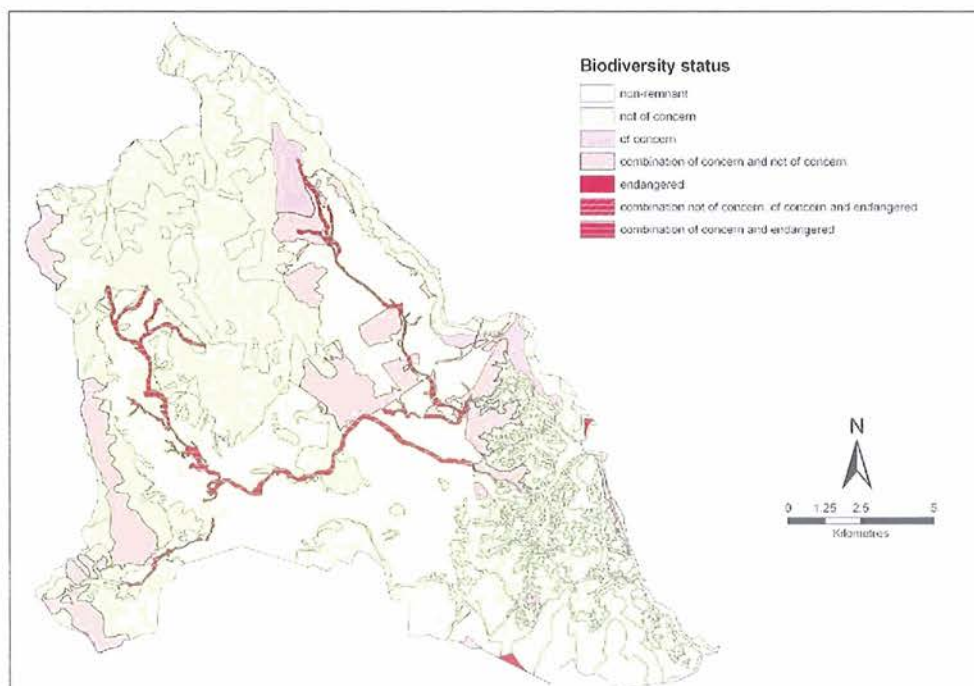 Biodiversity status
non-remnant
not of concern
of concern
combination of concern and not of concern
endangered
combination not of concern, of concern and endangered
combination of concern and endangered
N
0 1.25 2.5 5
Kilometres